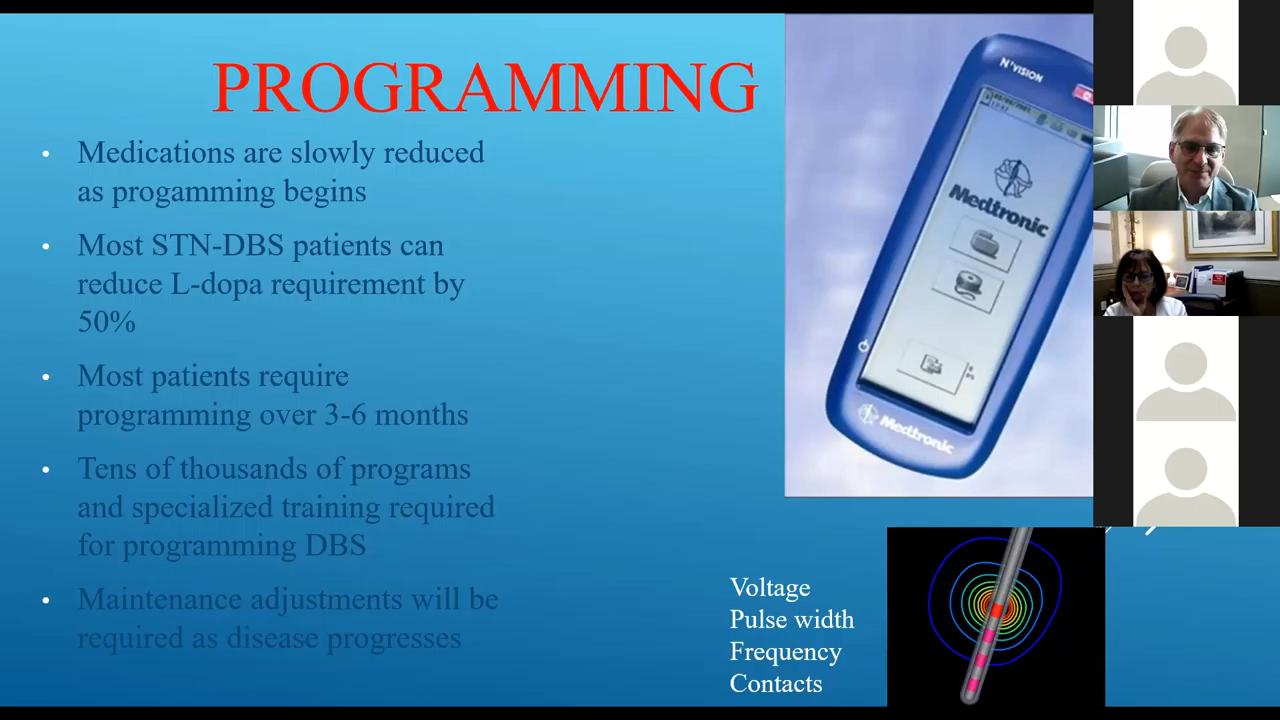 PROGRAMMING
Medications are slowly reduced
as progamming begins
Most STN-DBS patients can
reduce L-dopa requirement by
50%
Most patients require
programming over 3-6 months
Tens of thousands of programs
and specialized training required
for programming DBS
Maintenance adjustments will be
required as disease progresses
N'VISION
Medtronic
Medtronic
Voltage
Pulse width
Frequency
Contacts